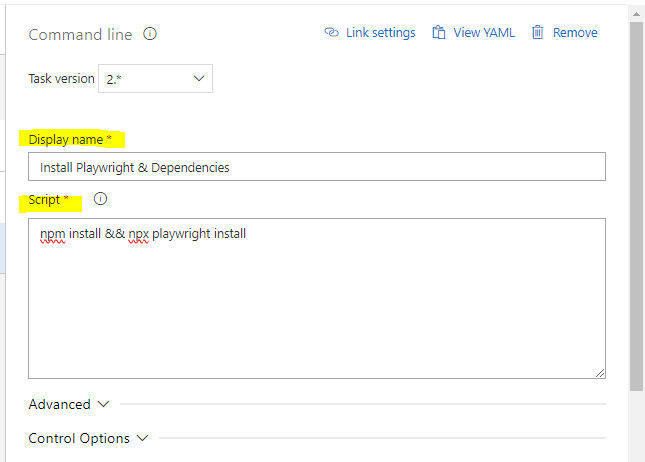 Command line
Link settings
View YAML
Remove
Task version 2.*
Display name *
Install Playwright & Dependencies
Script *
npm install && npx playwright install
Advanced
Control Options